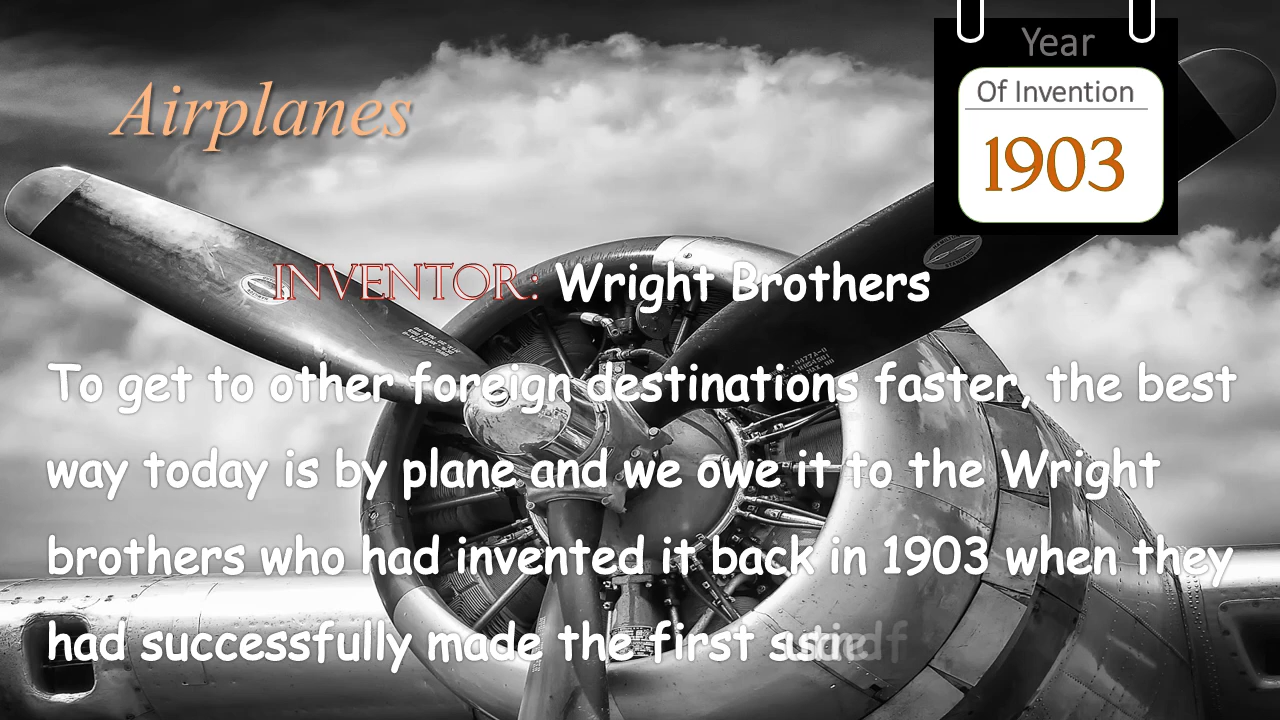 Year
Of Invention
1903
Airplanes
INVENTOR: Wright Brothers
To get to other foreign destinations faster, the best
way today is by plane and we owe it to the Wright
brothers who had invented it back in 1903 when they
had successfully made the first